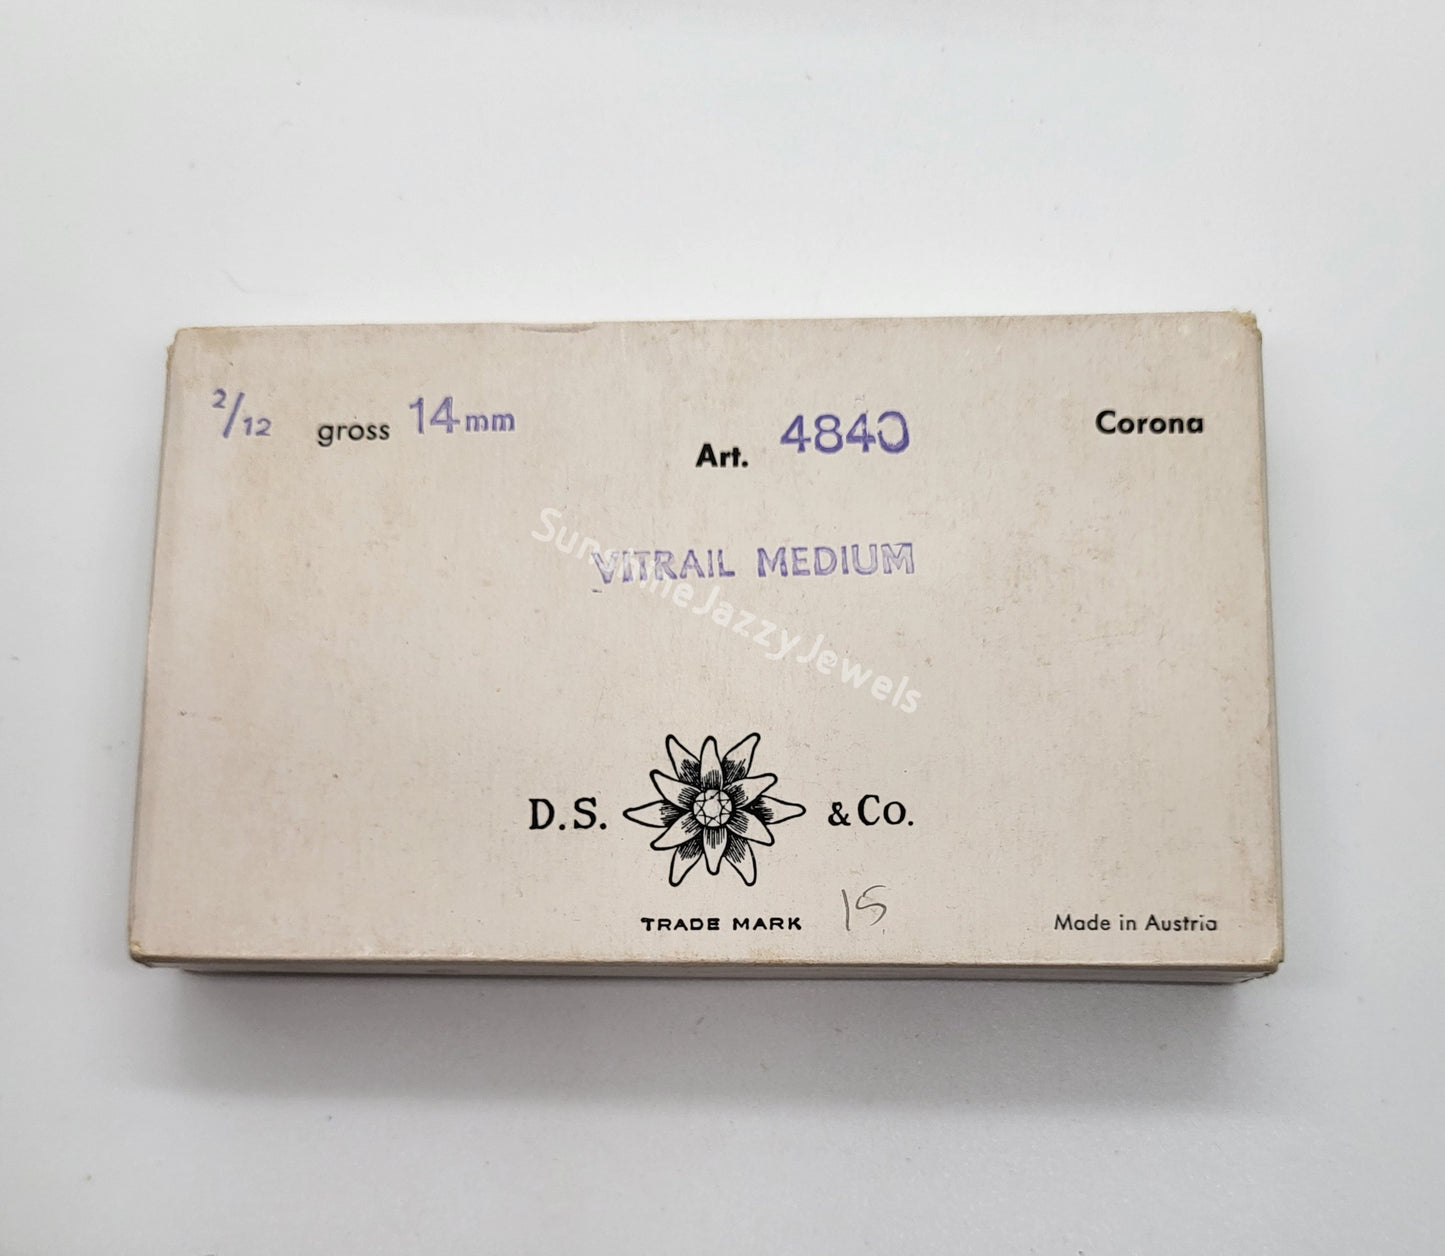 2/12 gross 14mm Art. 4840 Corona
VITRAIL MEDIUM
SunshineJazzyJewels
D.S. & Co.
TRADE MARK 15 Made in Austria